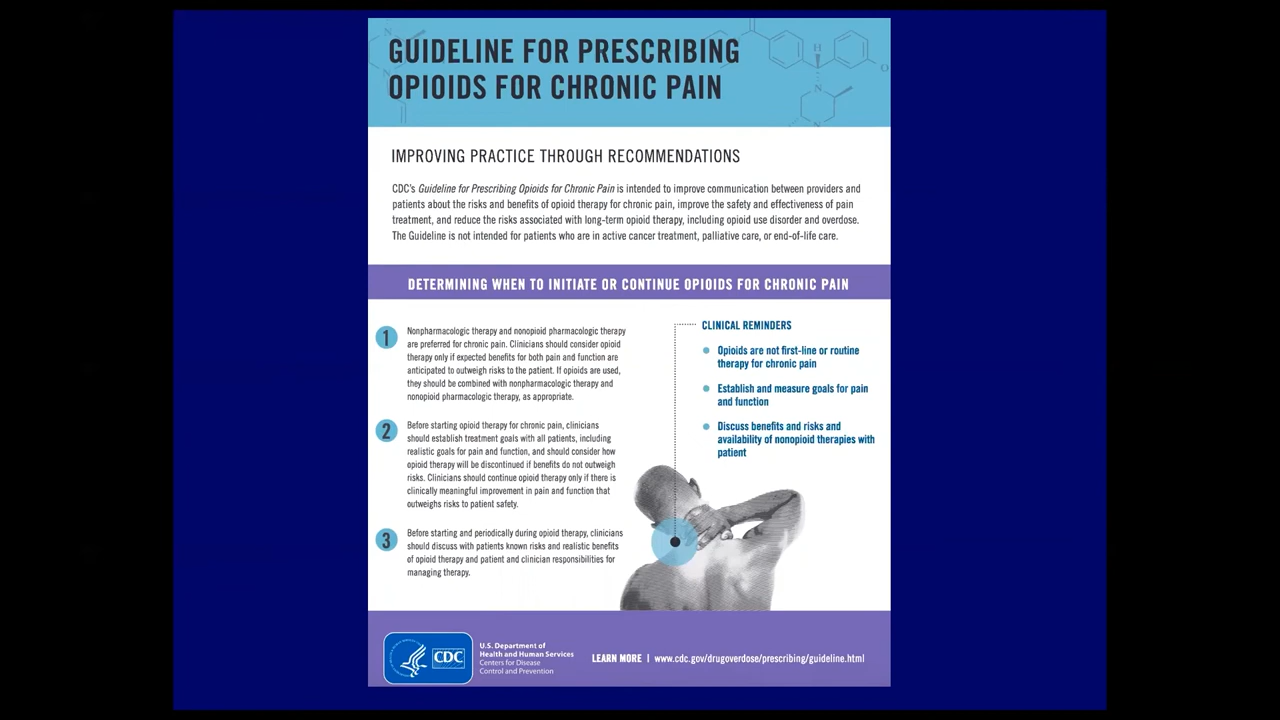 GUIDELINE FOR PRESCRIBING
OPIOIDS FOR CHRONIC PAIN
IMPROVING PRACTICE THROUGH RECOMMENDATIONS
CDC's Guideline for Prescribing Opioids for Chronic Pain is intended to improve communication between providers and
patients about the risks and benefits of opioid therapy for chronic pain, improve the safety and effectiveness of pain
treatment, and reduce the risks associated with long-term opioid therapy, including opioid use disorder and overdose.
The Guideline is not intended for patients who are in active cancer treatment, palliative care, or end-of-life care.
DETERMINING WHEN TO INITIATE OR CONTINUE OPIOIDS FOR CHRONIC PAIN
1
Nonpharmacologic therapy and nonopioid pharmacologic therapy
are preferred for chronic pain. Clinicians should consider opioid
therapy only if expected benefits for both pain and function are
anticipated to outweigh risks to the patient. If opioids are used,
they should be combined with nonpharmacologic therapy and
nonopioid pharmacologic therapy, as appropriate.
2
Before starting opioid therapy for chronic pain, clinicians
should establish treatment goals with all patients, including
realistic goals for pain and function, and should consider how
opioid therapy will be discontinued if benefits do not outweigh
risks. Clinicians should continue opioid therapy only if there is
clinically meaningful improvement in pain and function that
outweighs risks to patient safety.
3
Before starting and periodically during opioid therapy, clinicians
should discuss with patients known risks and realistic benefits
of opioid therapy and patient and clinician responsibilities for
managing therapy.
CLINICAL REMINDERS
Opioids are not first-line or routine
therapy for chronic pain
Establish and measure goals for pain
and function
Discuss benefits and risks and
availability of nonopioid therapies with
patient
CDC
U.S. Department of
Health and Human Services
Centers for Disease
Control and Prevention
LEARN MORE | www.cdc.gov/drugoverdose/prescribing/guideline.html